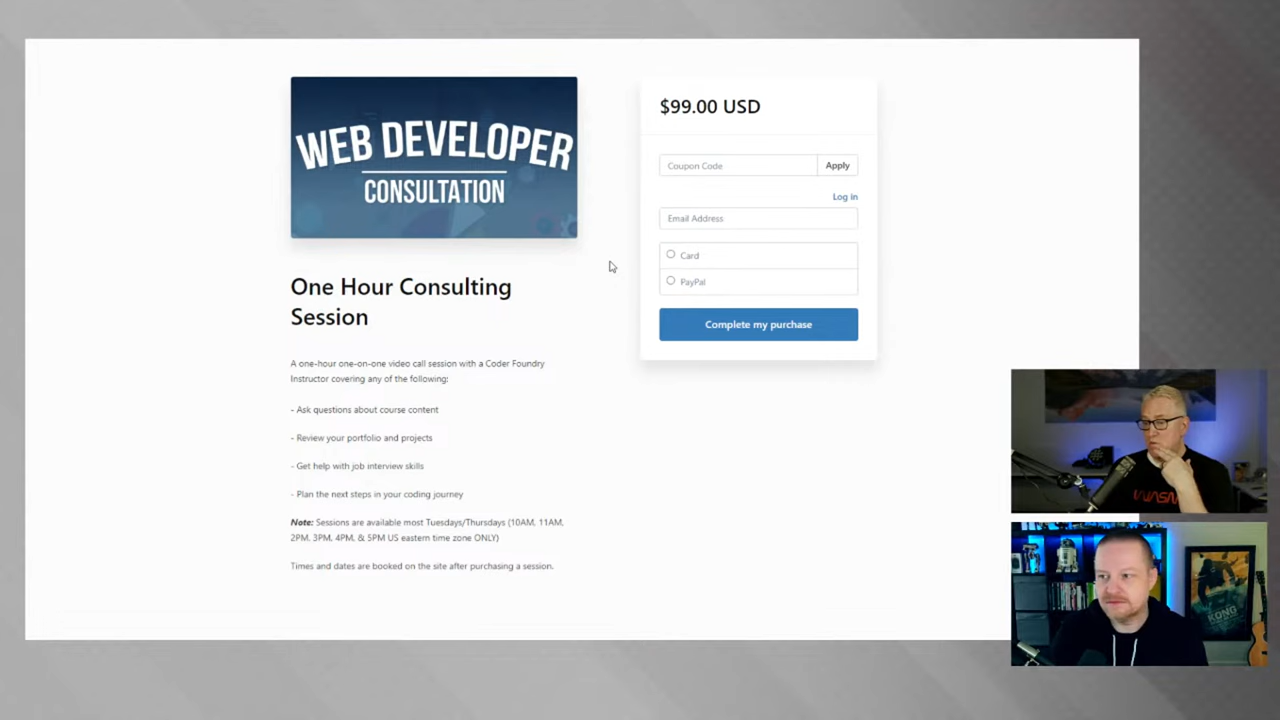 WEB DEVELOPER
CONSULTATION
One Hour Consulting
Session
A one-hour one-on-one video call session with a Coder Foundry
Instructor covering any of the following:
- Ask questions about course content
- Review your portfolio and projects
- Get help with job interview skills
- Plan the next steps in your coding journey
Note: Sessions are available most Tuesdays/Thursdays (10AM, 11AM,
2PM, 3PM, 4PM, & 5PM US eastern time zone ONLY)
Times and dates are booked on the site after purchasing a session.
$99.00 USD
Coupon Code Apply
Log in
Email Address
Card
PayPal
Complete my purchase
KONG